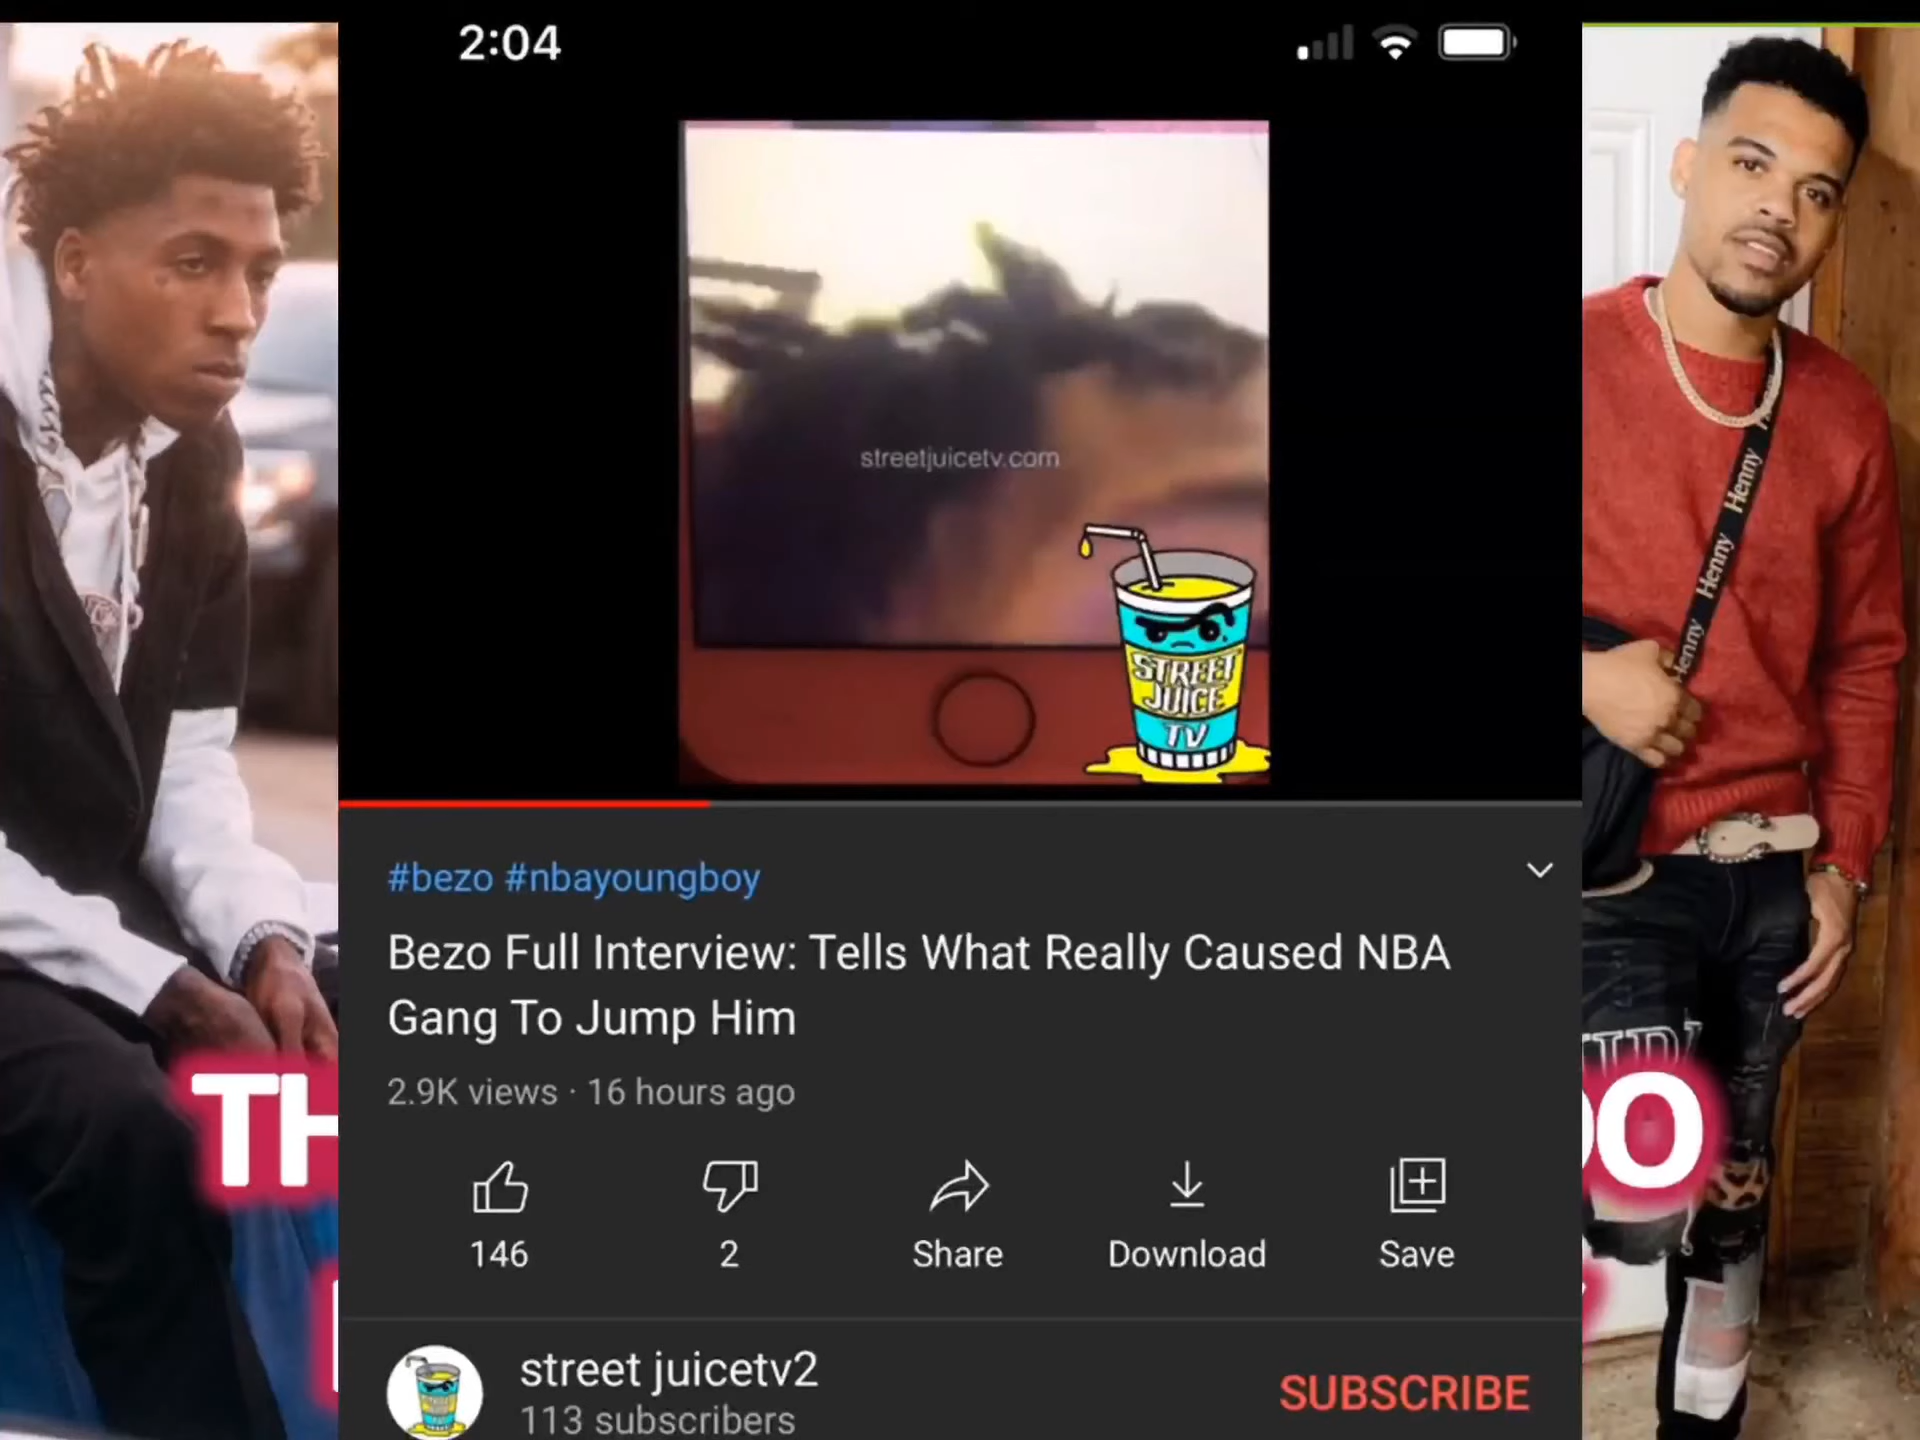 2:04
streetjuicetv.com
STREET
JUICE
TV
Henny Henny Henny
#bezo #nbayoungboy
Bezo Full Interview: Tells What Really Caused NBA
Gang To Jump Him
2.9K views · 16 hours ago
TH
OO
146
2
Share
Download
Save
street juicetv2
113 subscribers
SUBSCRIBE